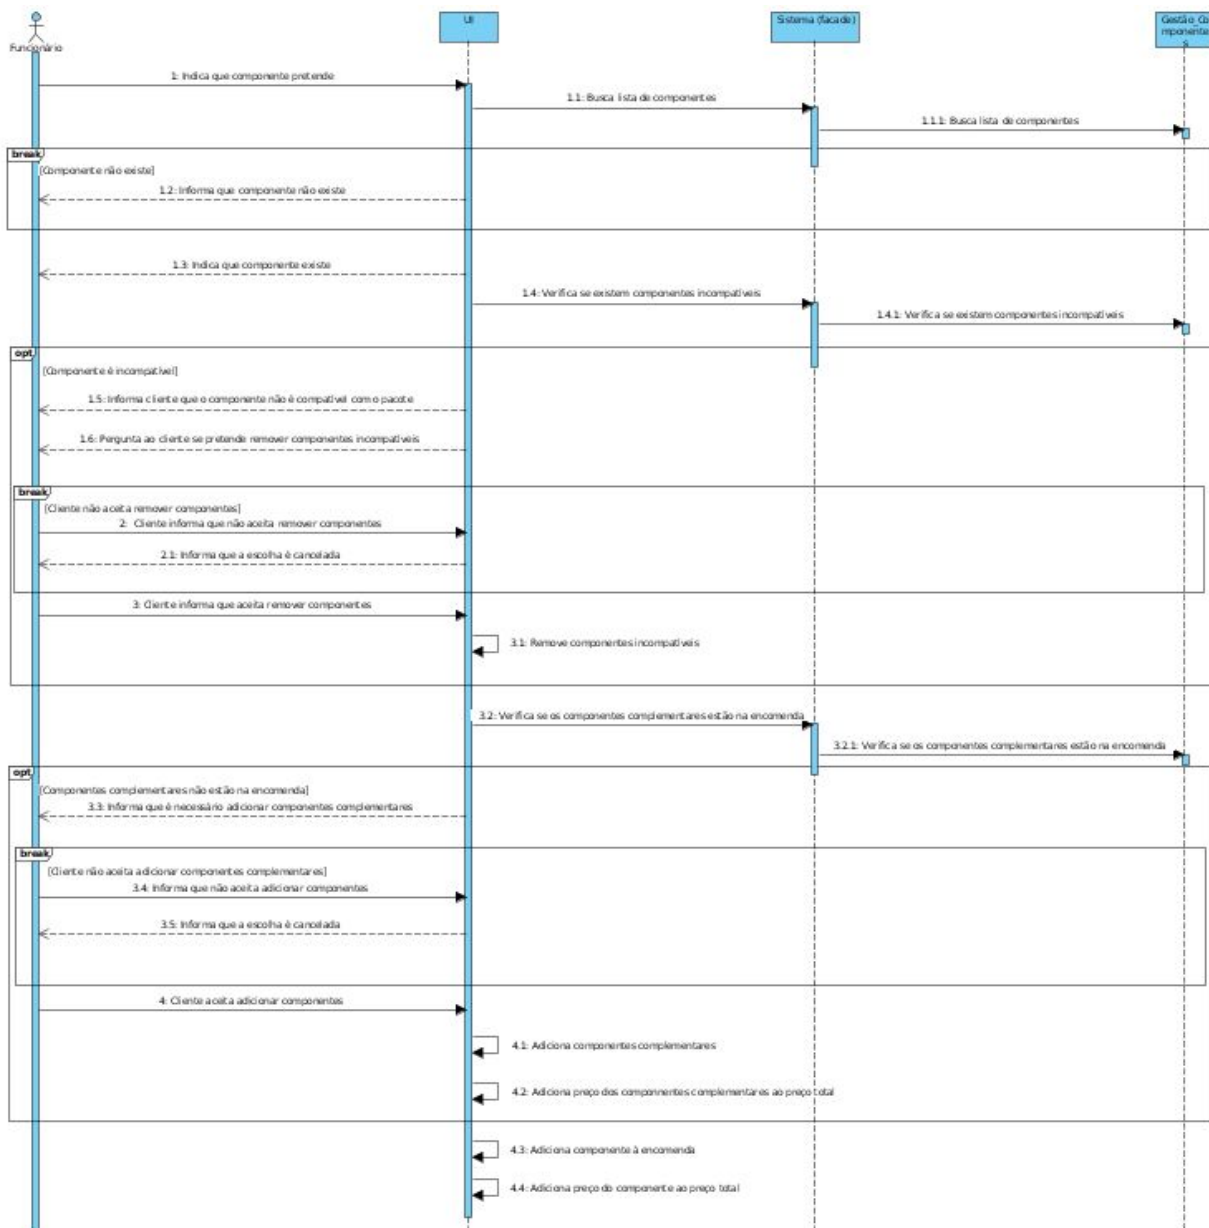 Funcionário
UI
Sistema (facade)
Gestão_Co
mponente
s
1: Indica que componente pretende
1.1: Busca lista de componentes
1.1.1: Busca lista de componentes
break
[Componente não existe]
1.2: Informa que componente não existe
1.3: Indica que componente existe
1.4: Verifica se existem componentes incompatíveis
1.4.1: Verifica se existem componentes incompatíveis
opt
[Componente é incompatível]
1.5: Informa cliente que o componente não é compatível com o pacote
1.6: Pergunta ao cliente se pretende remover componentes incompatíveis
break
[Cliente não aceita remover componentes]
2: Cliente informa que não aceita remover componentes
2.1: Informa que a escolha é cancelada
3: Cliente informa que aceita remover componentes
3.1: Remove componentes incompatíveis
3.2: Verifica se os componentes complementares estão na encomenda
3.2.1: Verifica se os componentes complementares estão na encomenda
opt
[Componentes complementares não estão na encomenda]
3.3: Informa que é necessário adicionar componentes complementares
break
[Cliente não aceita adicionar componentes complementares]
3.4: Informa que não aceita adicionar componentes
3.5: Informa que a escolha é cancelada
4: Cliente aceita adicionar componentes
4.1: Adiciona componentes complementares
4.2: Adiciona preço dos componnentes complementares ao preço total
4.3: Adiciona componente à encomenda
4.4: Adiciona preço do componente ao preço total